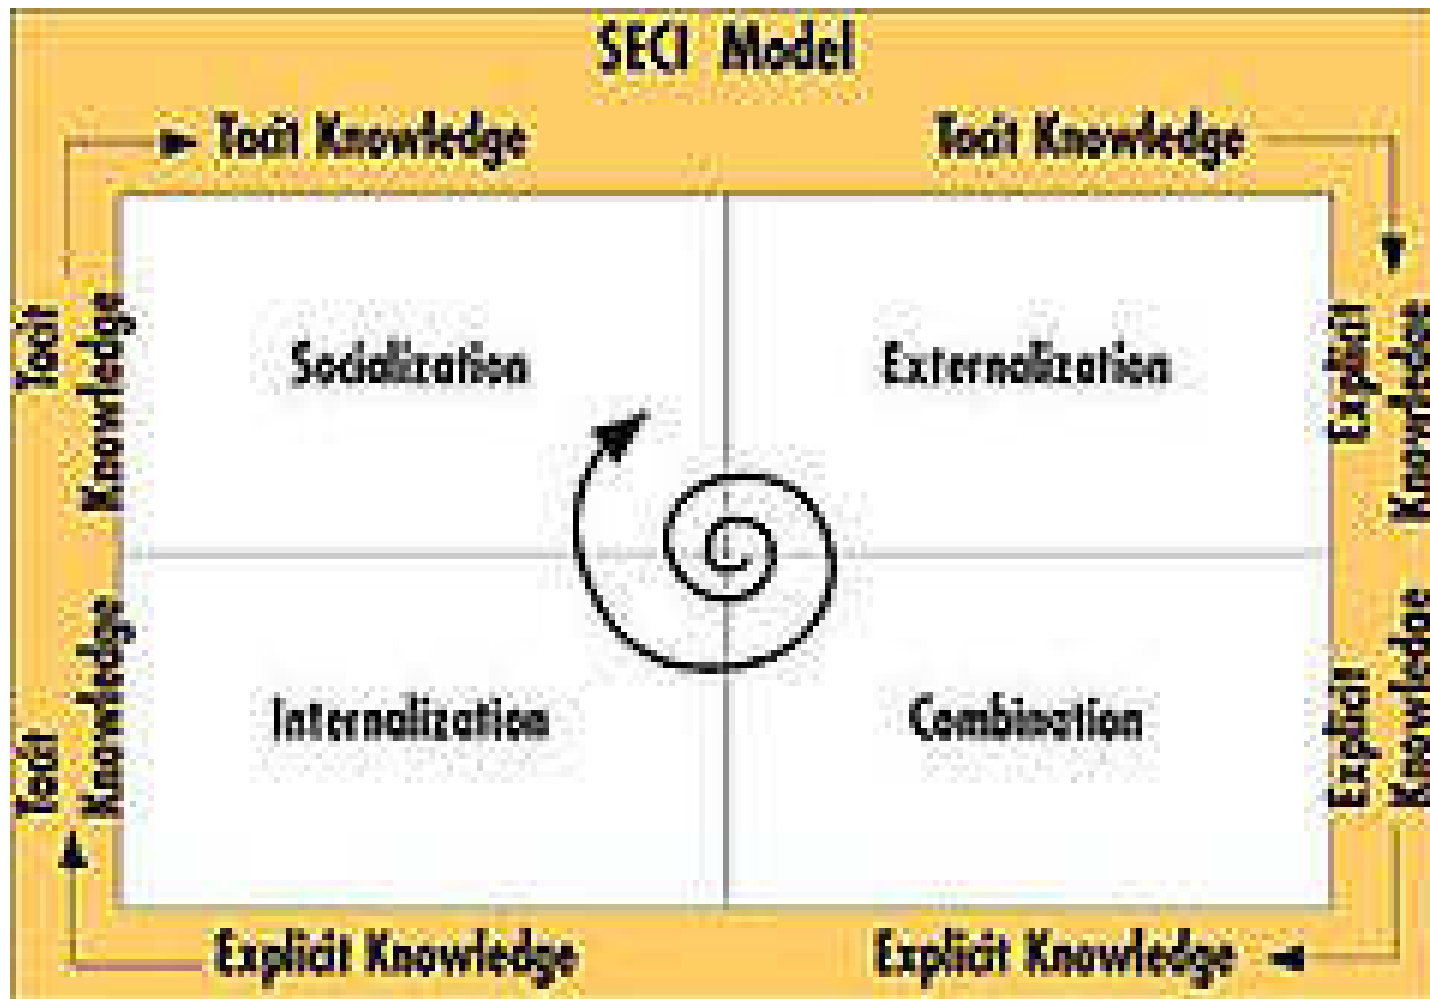 SECI Model
Tacit Knowledge
Tacit Knowledge
Tacit
Knowledge
Socialization
Externalization
Explicit
Knowledge
Tacit
Knowledge
Internalization
Combination
Explicit
Knowledge
Explicit Knowledge
Explicit Knowledge